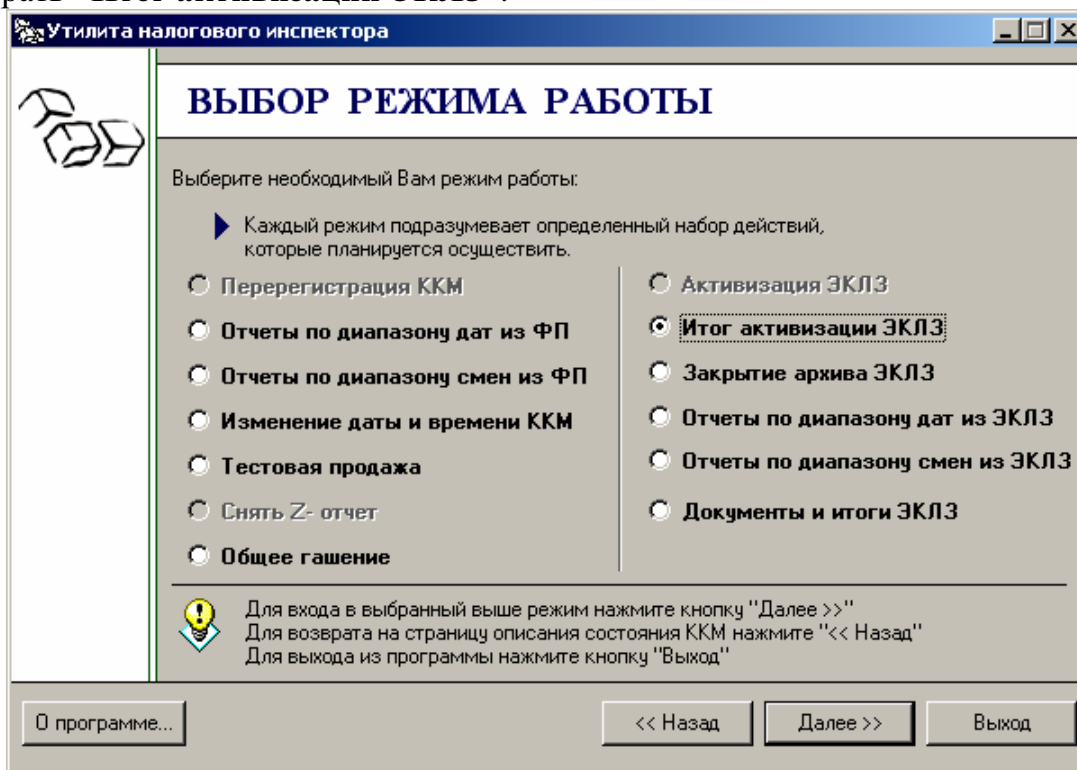 Утилита налогового инспектора
ВЫБОР РЕЖИМА РАБОТЫ
Выберите необходимый Вам режим работы:
Каждый режим подразумевает определенный набор действий,
которые планируется осуществить.
Перерегистрация ККМ
Отчеты по диапазону дат из ФП
Отчеты по диапазону смен из ФП
Изменение даты и времени ККМ
Тестовая продажа
Снять Z- отчет
Общее гашение
Активизация ЭКЛЗ
Итог активизации ЭКЛЗ
Закрытие архива ЭКЛЗ
Отчеты по диапазону дат из ЭКЛЗ
Отчеты по диапазону смен из ЭКЛЗ
Документы и итоги ЭКЛЗ
Для входа в выбранный выше режим нажмите кнопку "Далее >>"
Для возврата на страницу описания состояния ККМ нажмите "<< Назад"
Для выхода из программы нажмите кнопку "Выход"
О программе...
<< Назад
Далее >>
Выход